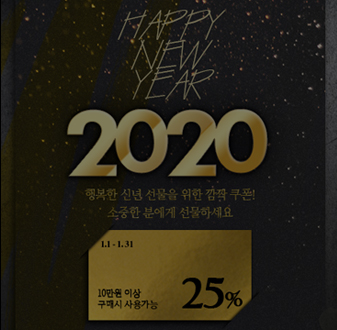 HAPPY
NEW
YEAR
2020
행복한 신년 선물을 위한 깜짝 쿠폰!
소중한 분에게 선물하세요
1.1 - 1. 31
10만원 이상
구매시 사용가능
25%